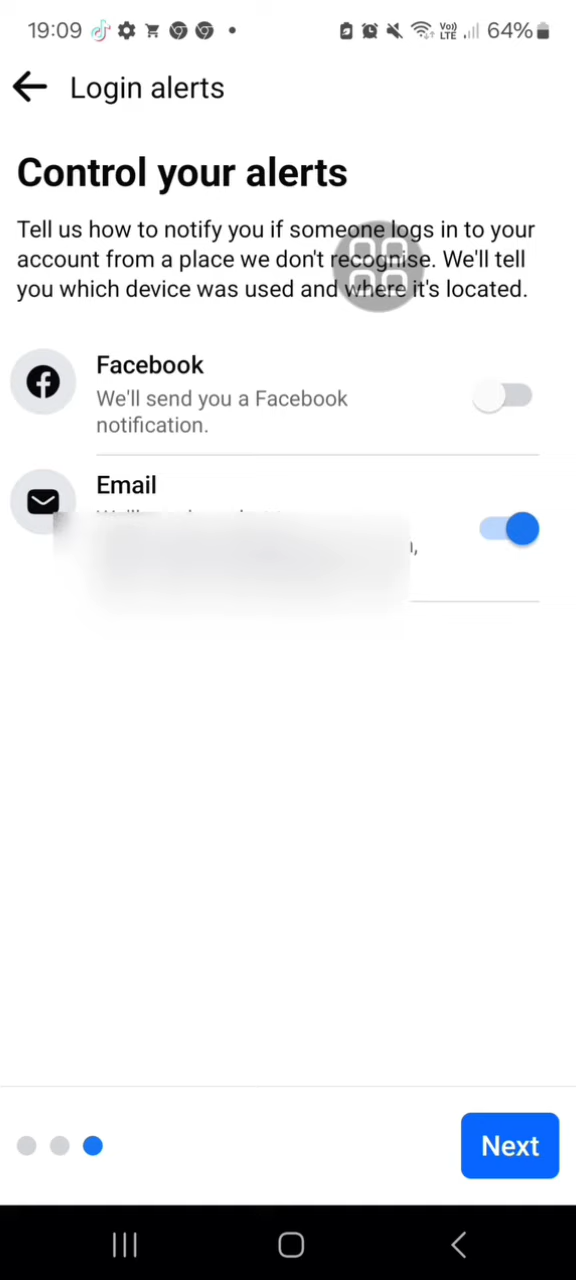 19:09
Vo))
LTE
64%
Login alerts
Control your alerts
Tell us how to notify you if someone logs in to your
account from a place we don't recognise. We'll tell
you which device was used and where it's located.
Facebook
We'll send you a Facebook
notification.
Email
Next